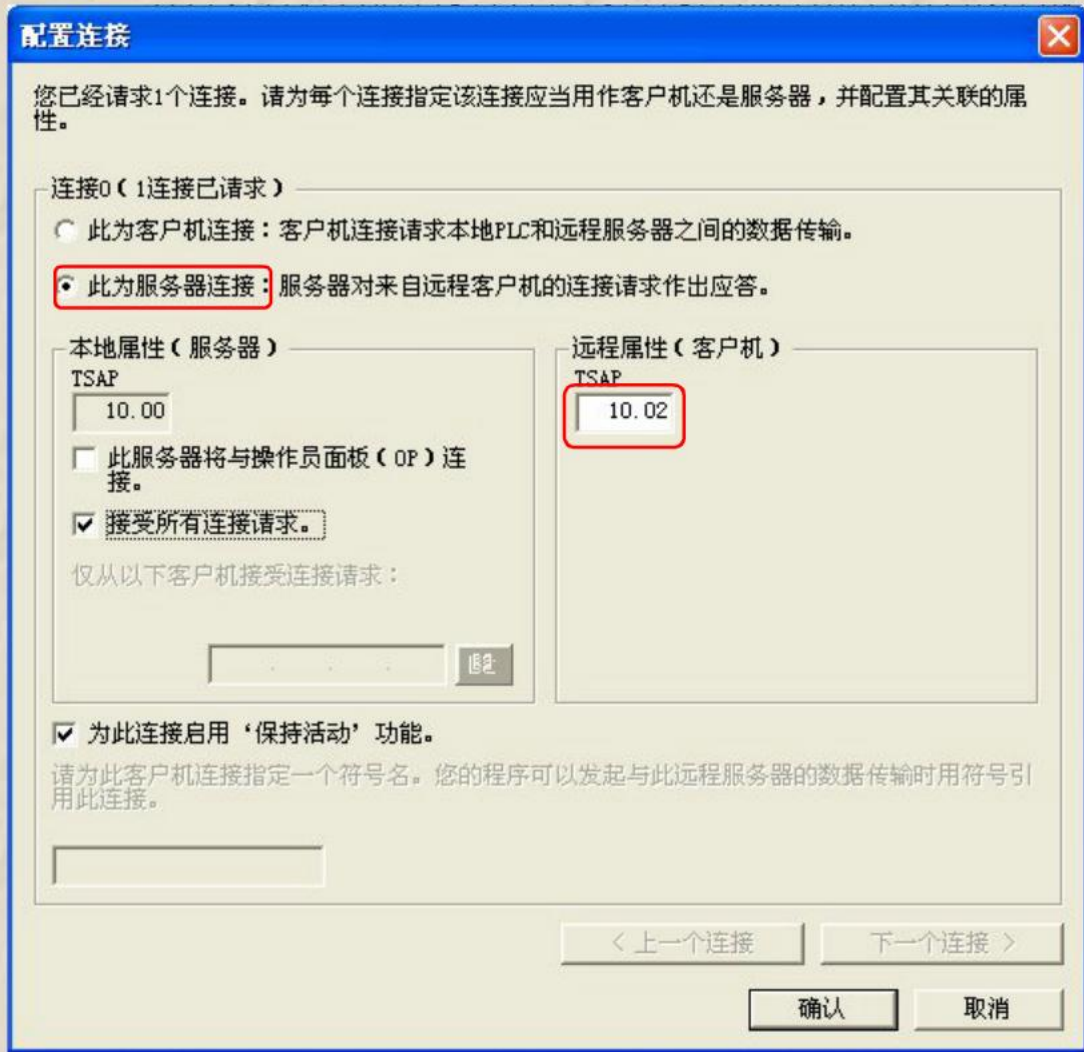 配置连接
您已经请求1个连接。请为每个连接指定该连接应当用作客户机还是服务器，并配置其关联的属
性。
连接0（1连接已请求）
此为客户机连接：客户机连接请求本地PLC和远程服务器之间的数据传输。
此为服务器连接：服务器对来自远程客户机的连接请求作出应答。
本地属性（服务器）
TSAP
10.00
此服务器将与操作员面板（OP）连
接。
接受所有连接请求。
仅从以下客户机接受连接请求：
远程属性（客户机）
TSAP
10.02
为此连接启用‘保持活动’功能。
请为此客户机连接指定一个符号名。您的程序可以发起与此远程服务器的数据传输时用符号引
用此连接。
< 上一个连接
下一个连接 >
确认
取消